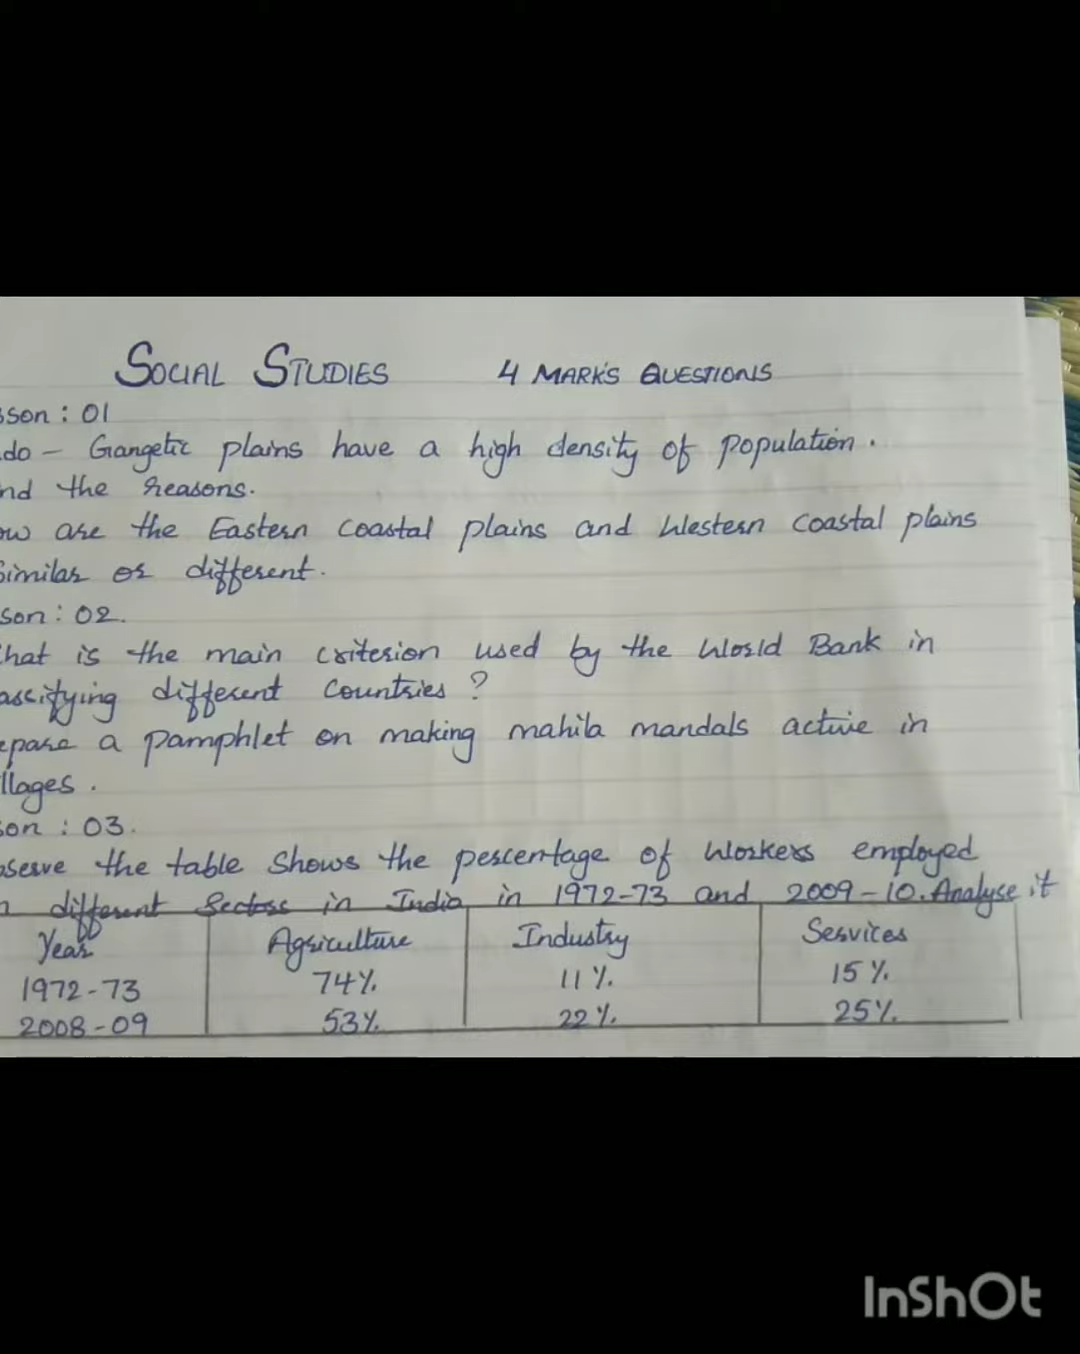 SOCIAL STUDIES 4 MARK'S QUESTIONS
sson : 01
do - Gangetic plains have a high density of population.
nd the reasons.
ow are the Eastern coastal plains and Western coastal plains
similar or different.
son : 02.
hat is the main criterion used by the World Bank in
assifying different countries ?
epare a pamphlet on making mahila mandals active in
llages.
son : 03.
bserve the table shows the percentage of workers employed
n different sectors in India in 1972-73 and 2009-10. Analyse it
Year Agriculture Industry Services
1972-73 74% 11% 15%
2008-09 53% 22% 25%
InShOt